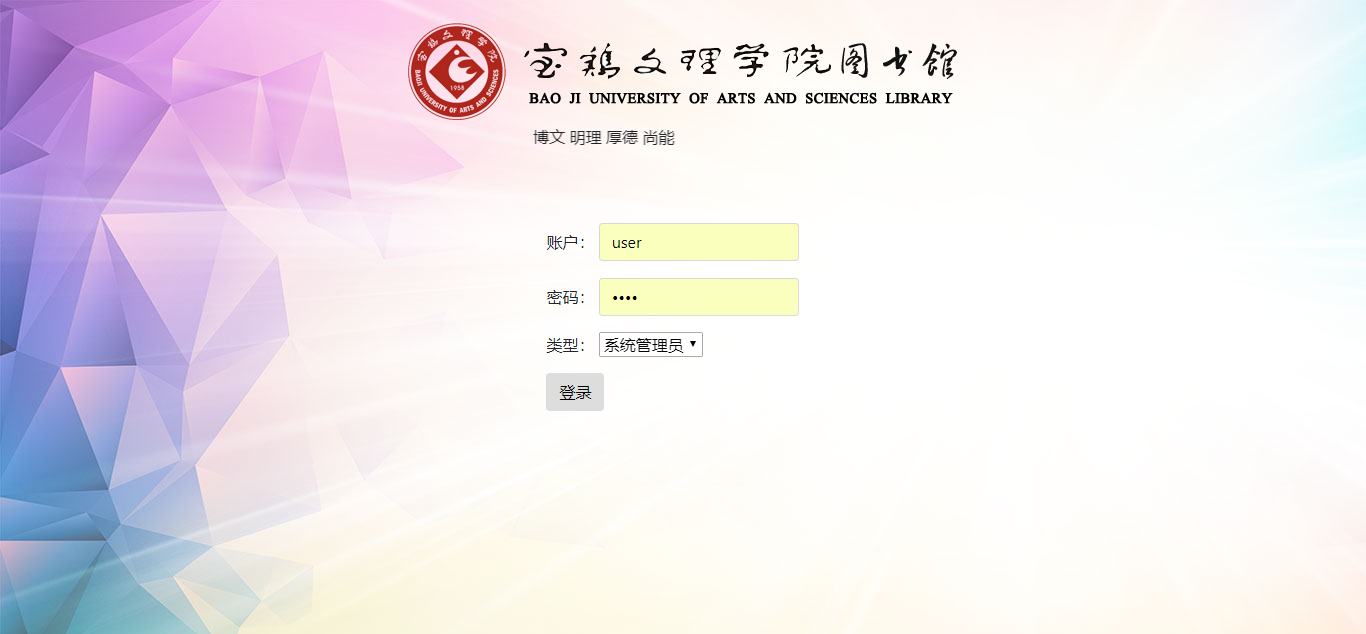 宝鸡文理学院
BAOJI UNIVERSITY OF ARTS AND SCIENCES
1958
宝鸡文理学院图书馆
BAO JI UNIVERSITY OF ARTS AND SCIENCES LIBRARY
博文 明理 厚德 尚能
账户： user
密码： ••••
类型： 系统管理员
登录